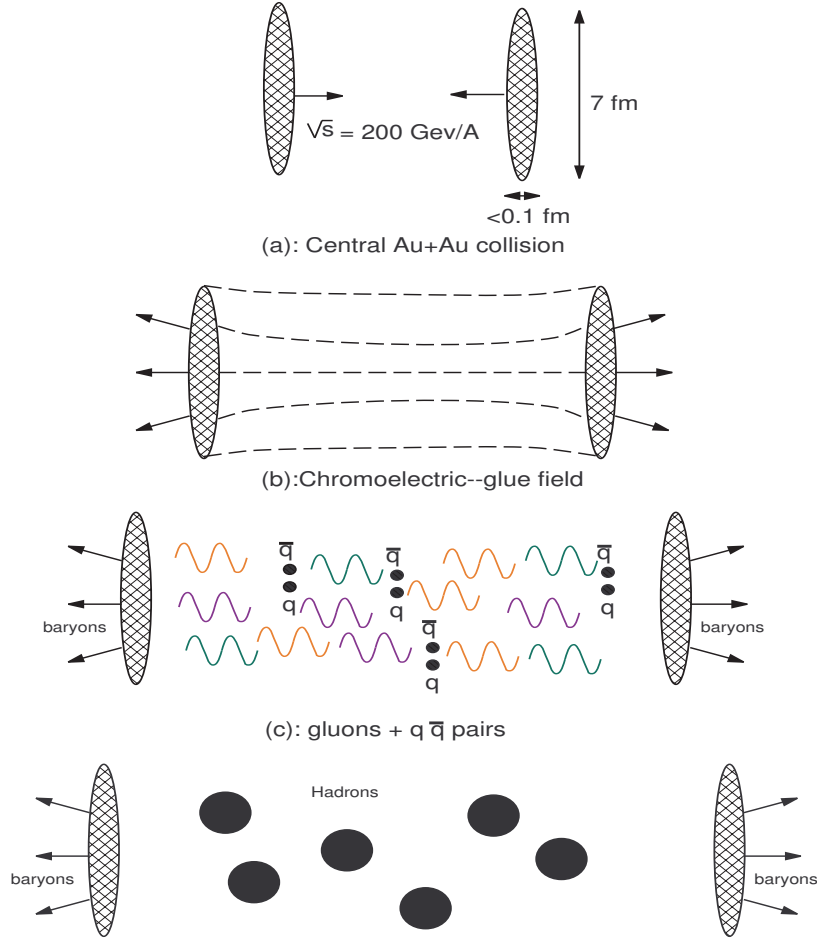 7 fm
√s = 200 Gev/A
<0.1 fm
(a): Central Au+Au collision
(b):Chromoelectric--glue field
q̅
q̅
q̅
q
q
q
baryons
baryons
q̅
q
(c): gluons + q q̅ pairs
Hadrons
baryons
baryons